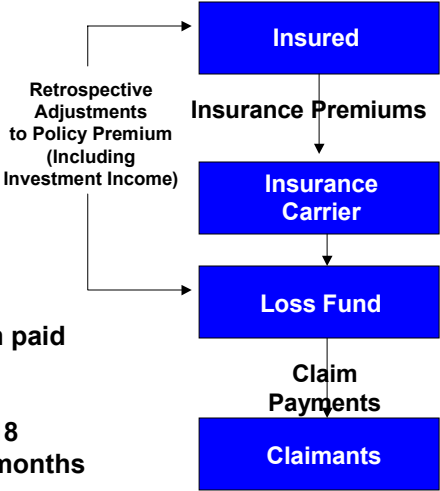 Insured
Retrospective
Adjustments
to Policy Premium
(Including
Investment Income)
Insurance Premiums
Insurance
Carrier
Loss Fund
paid
Claim
Payments
8
months
Claimants